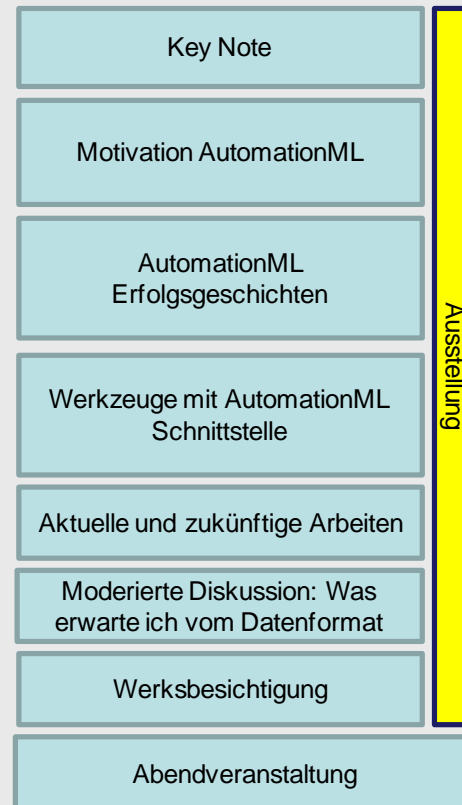 Key Note
Motivation AutomationML
AutomationML
Erfolgsgeschichten
Werkzeuge mit AutomationML
Schnittstelle
Aktuelle und zukünftige Arbeiten
Moderierte Diskussion: Was
erwarte ich vom Datenformat
Werksbesichtigung
Ausstellung
Abendveranstaltung